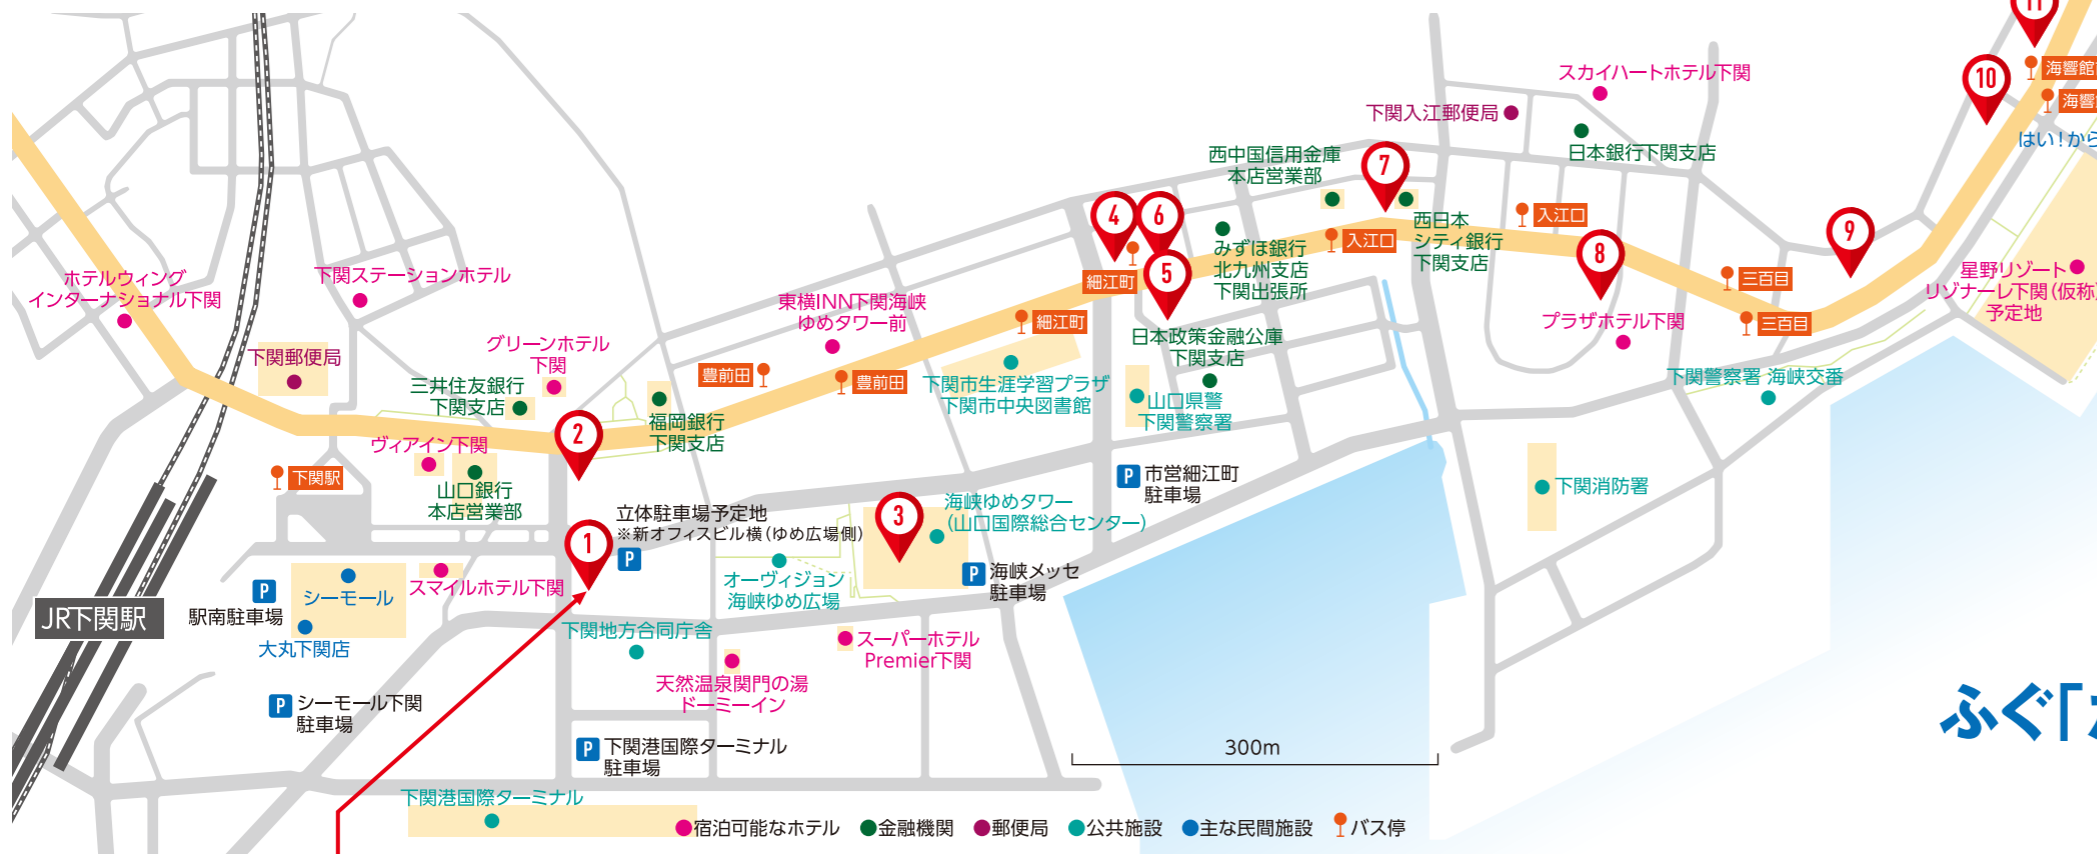 11
10
海響館
海響
はい!から
スカイハートホテル下関
下関入江郵便局
日本銀行下関支店
西中国信用金庫
本店営業部
7
4
6
入江口
西日本
シティ銀行
下関支店
入江口
みずほ銀行
北九州支店
下関出張所
細江町
5
8
9
三百目
三百目
星野リゾート
リゾナーレ下関(仮称)
予定地
プラザホテル下関
日本政策金融公庫
下関支店
ホテルウィング
インターナショナル下関
下関ステーションホテル
東横INN下関海峡
ゆめタワー前
細江町
グリーンホテル
下関
下関郵便局
三井住友銀行
下関支店
豊前田
豊前田
下関市生涯学習プラザ
下関市中央図書館
山口県警
下関警察署
下関警察署 海峡交番
福岡銀行
下関支店
2
ヴィアイン下関
下関駅
山口銀行
本店営業部
P 市営細江町
駐車場
下関消防署
立体駐車場予定地
※新オフィスビル横(ゆめ広場側)
P
1
3
海峡ゆめタワー
(山口国際総合センター)
オーヴィジョン
海峡ゆめ広場
P 海峡メッセ
駐車場
JR下関駅
P
駅南駐車場
シーモール
大丸下関店
スマイルホテル下関
下関地方合同庁舎
スーパーホテル
Premier下関
天然温泉関門の湯
ドーミーイン
P シーモール下関
駐車場
P 下関港国際ターミナル
駐車場
300m
ふぐ「
下関港国際ターミナル
宿泊可能なホテル 金融機関 郵便局 公共施設 主な民間施設 バス停